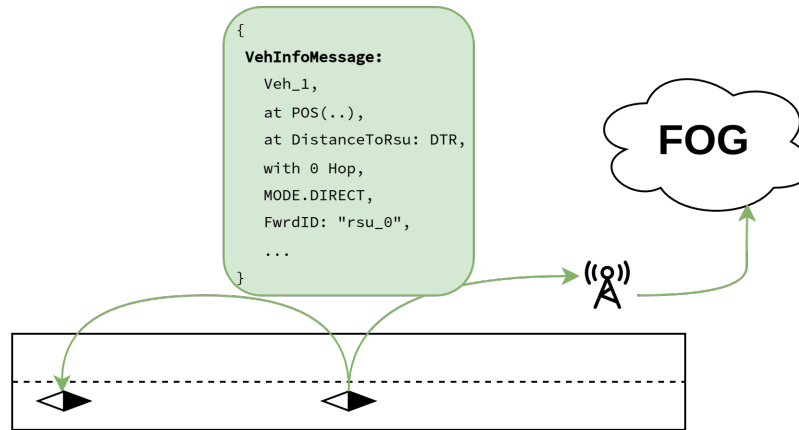 {
VehInfoMessage:
Veh_1,
at POS(..),
at DistanceToRsu: DTR,
with 0 Hop,
MODE.DIRECT,
FwrdID: "rsu_0",
...
}
FOG